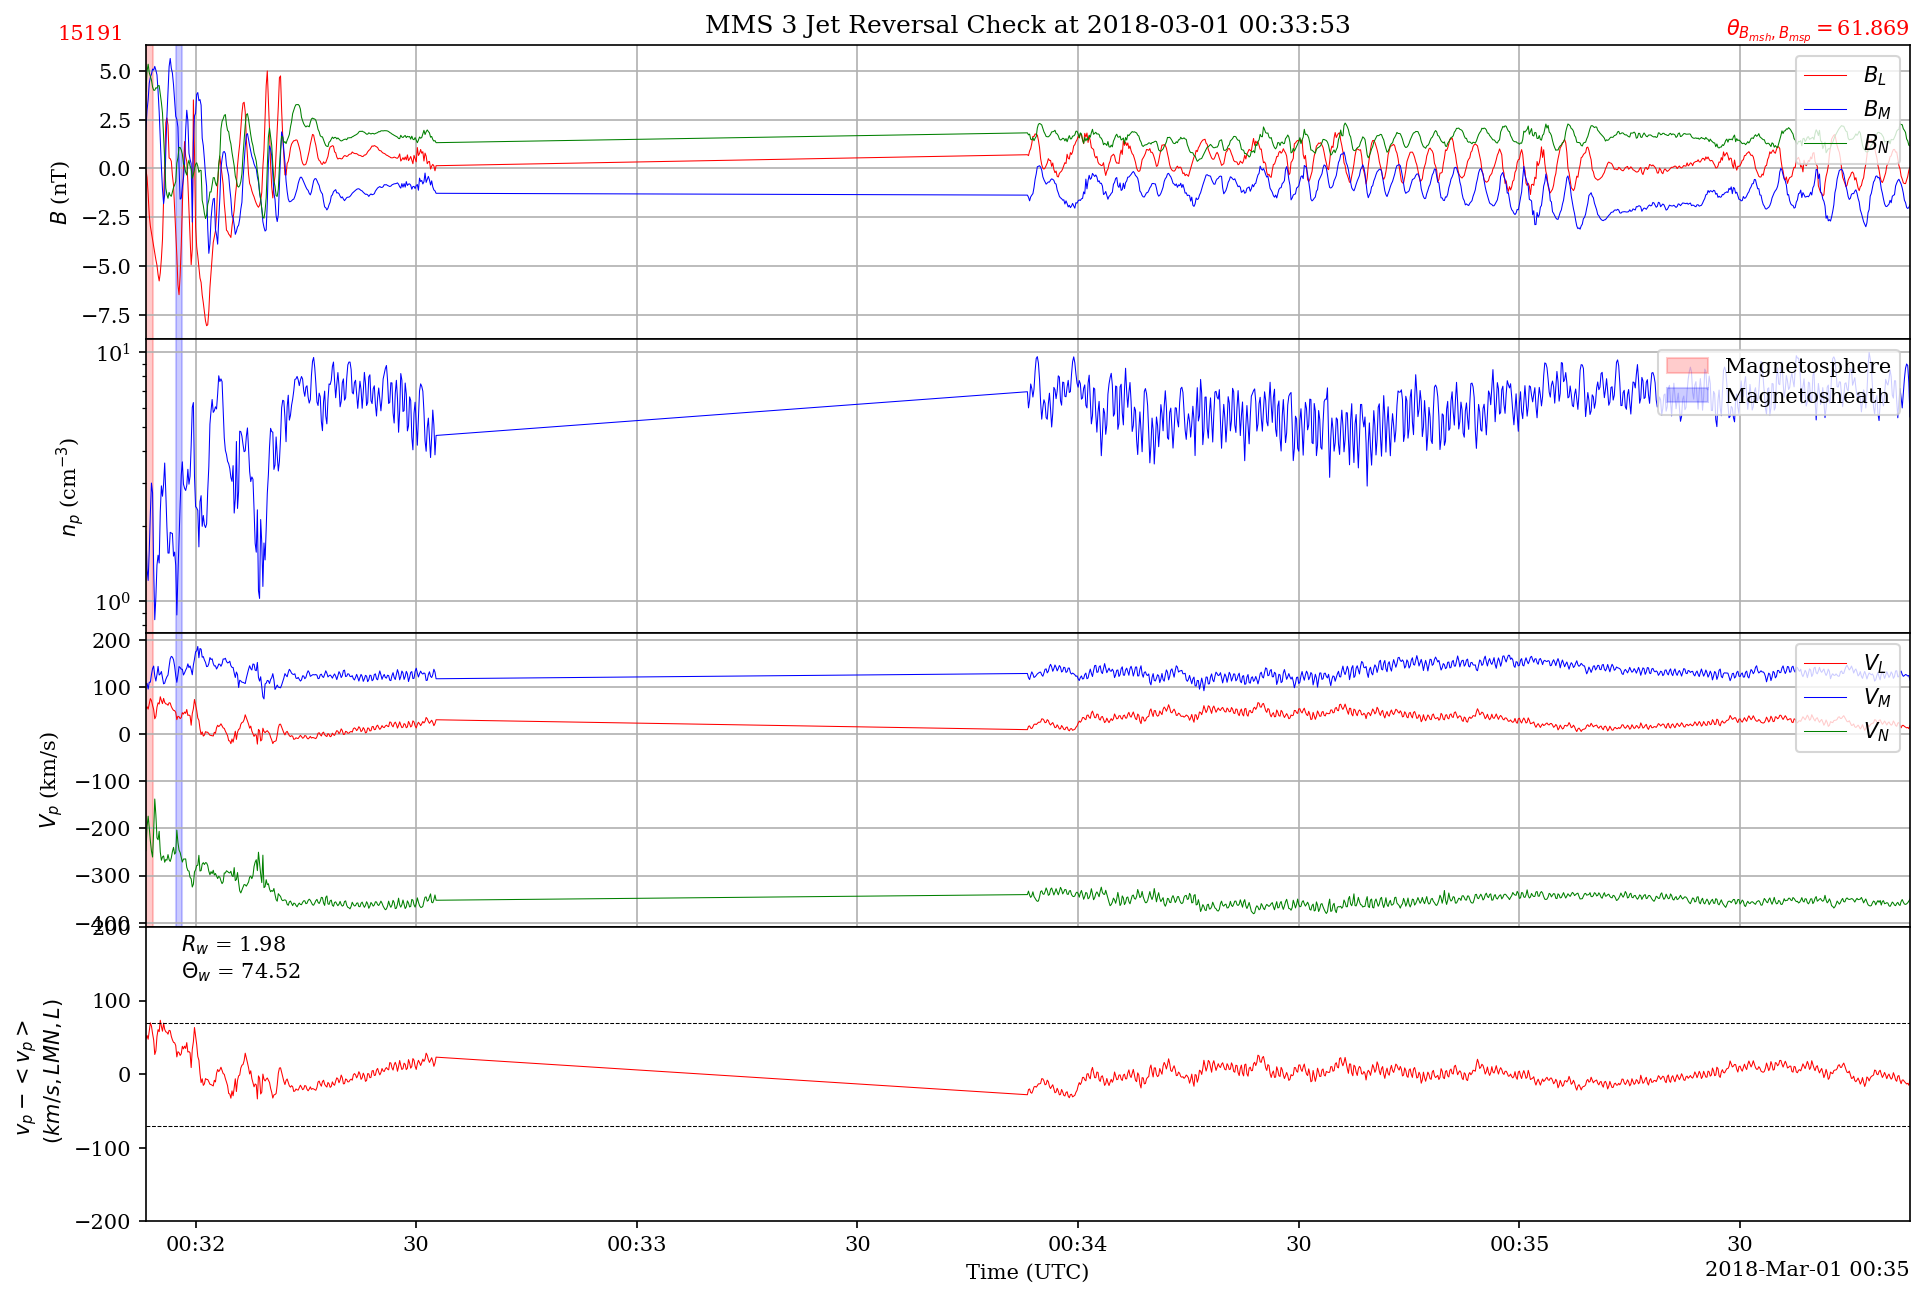 MMS 3 Jet Reversal Check at 2018-03-01 00:33:53
15191
θ_{B_{msh}, B_{msp}} = 61.869
5.0
2.5
0.0
−2.5
−5.0
−7.5
B (nT)
B_L
B_M
B_N
10^1
10^0
n_p (cm^{−3})
Magnetosphere
Magnetosheath
200
100
0
−100
−200
−300
−400
V_p (km/s)
V_L
V_M
V_N
200
100
0
−100
−200
v_p − < v_p >
(km/s, LMN, L)
R_w = 1.98
Θ_w = 74.52
00:32
30
00:33
30
00:34
30
00:35
30
Time (UTC)
2018-Mar-01 00:35